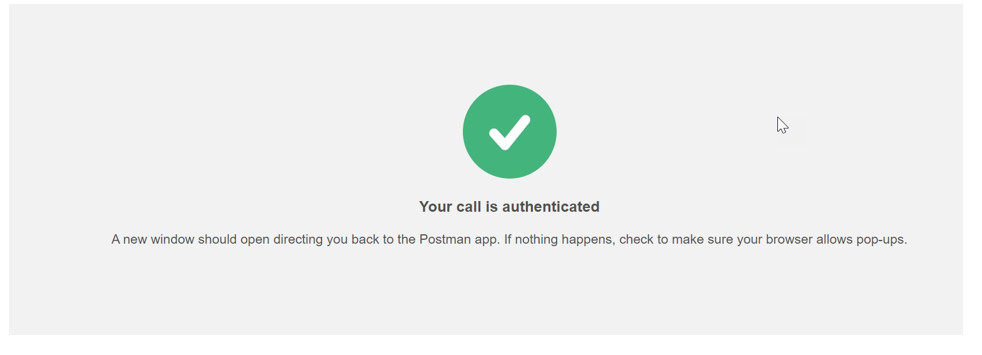 Your call is authenticated
A new window should open directing you back to the Postman app. If nothing happens, check to make sure your browser allows pop-ups.